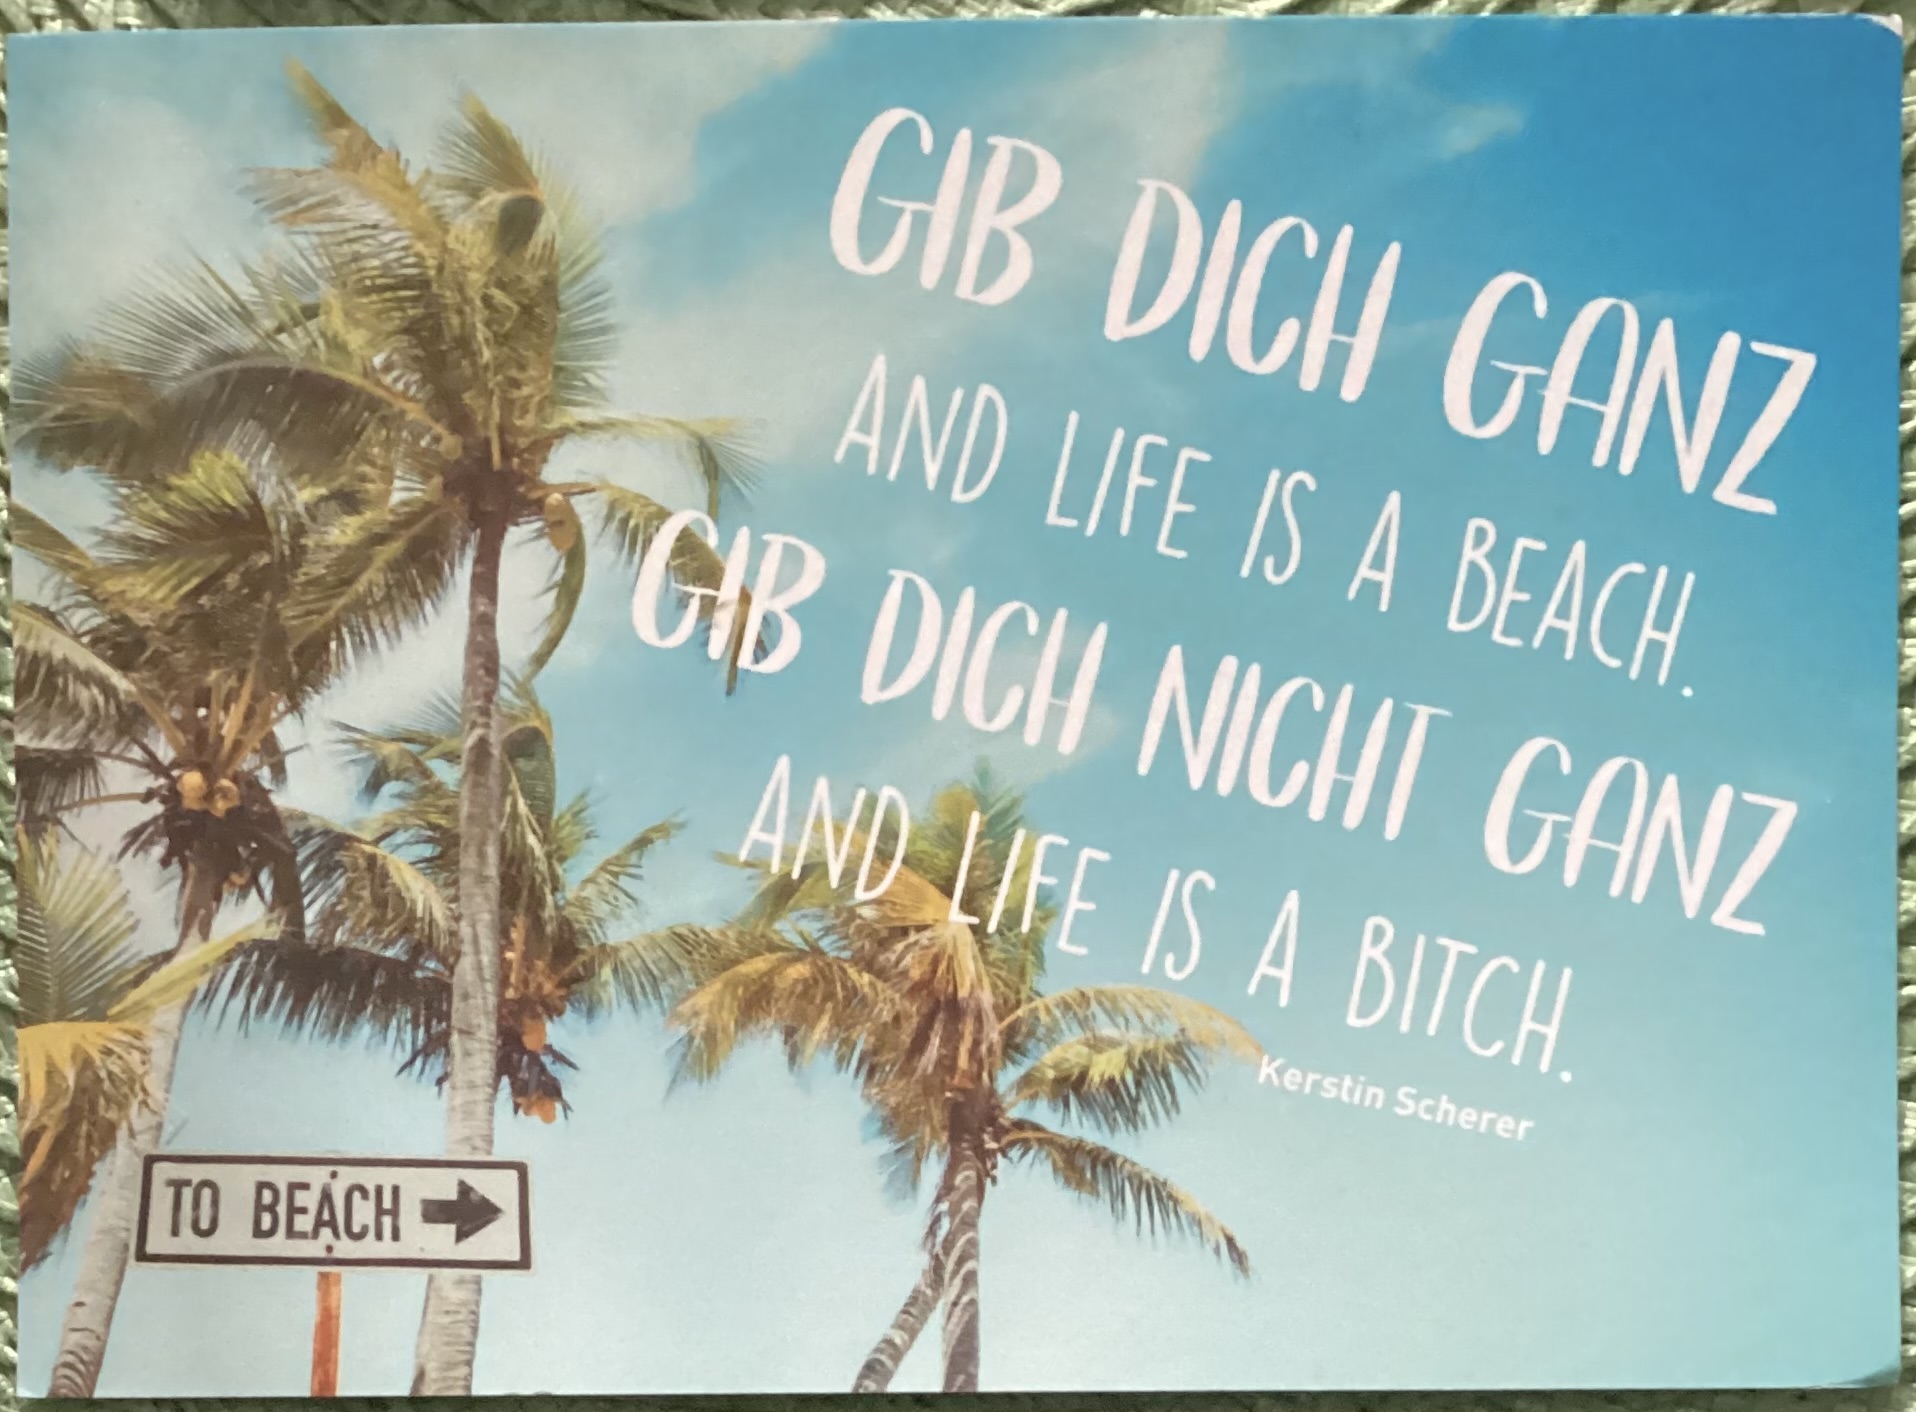 GIB DICH GANZ
AND LIFE IS A BEACH.
GIB DICH NICHT GANZ
AND LIFE IS A BITCH.
Kerstin Scherer
TO BEACH →